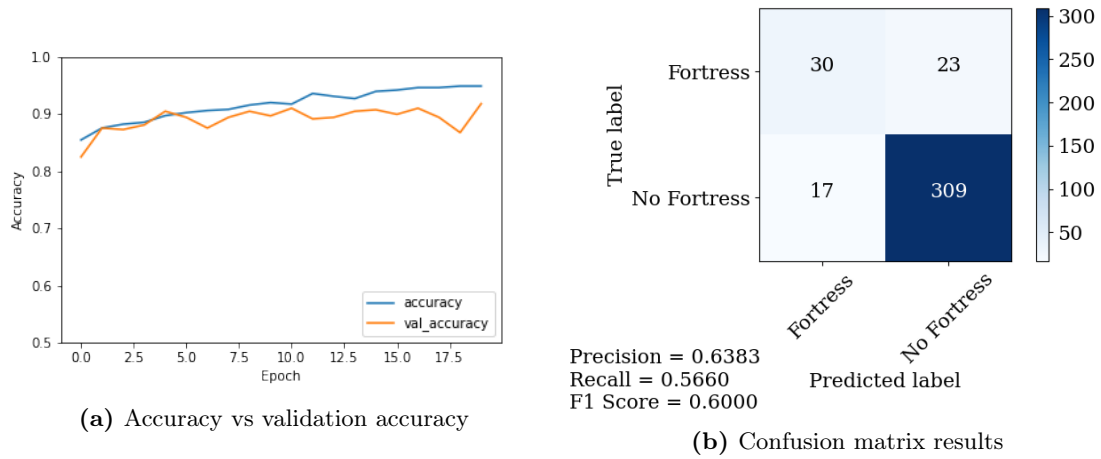 1.0
0.9
0.8
0.7
0.6
0.5
Accuracy
0.0 2.5 5.0 7.5 10.0 12.5 15.0 17.5
Epoch
accuracy
val_accuracy
(a) Accuracy vs validation accuracy
True label
Fortress
No Fortress
30 23
17 309
300
250
200
150
100
50
Fortress
No Fortress
Predicted label
Precision = 0.6383
Recall = 0.5660
F1 Score = 0.6000
(b) Confusion matrix results